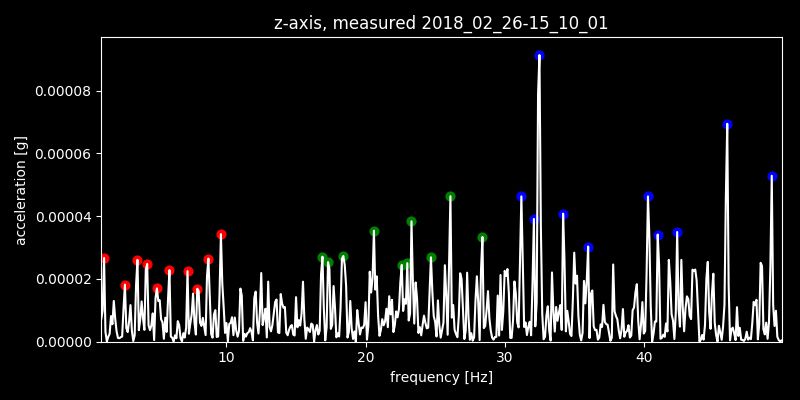 z-axis, measured 2018_02_26-15_10_01
0.00008
0.00006
0.00004
0.00002
0.00000
acceleration [g]
10 20 30 40
frequency [Hz]